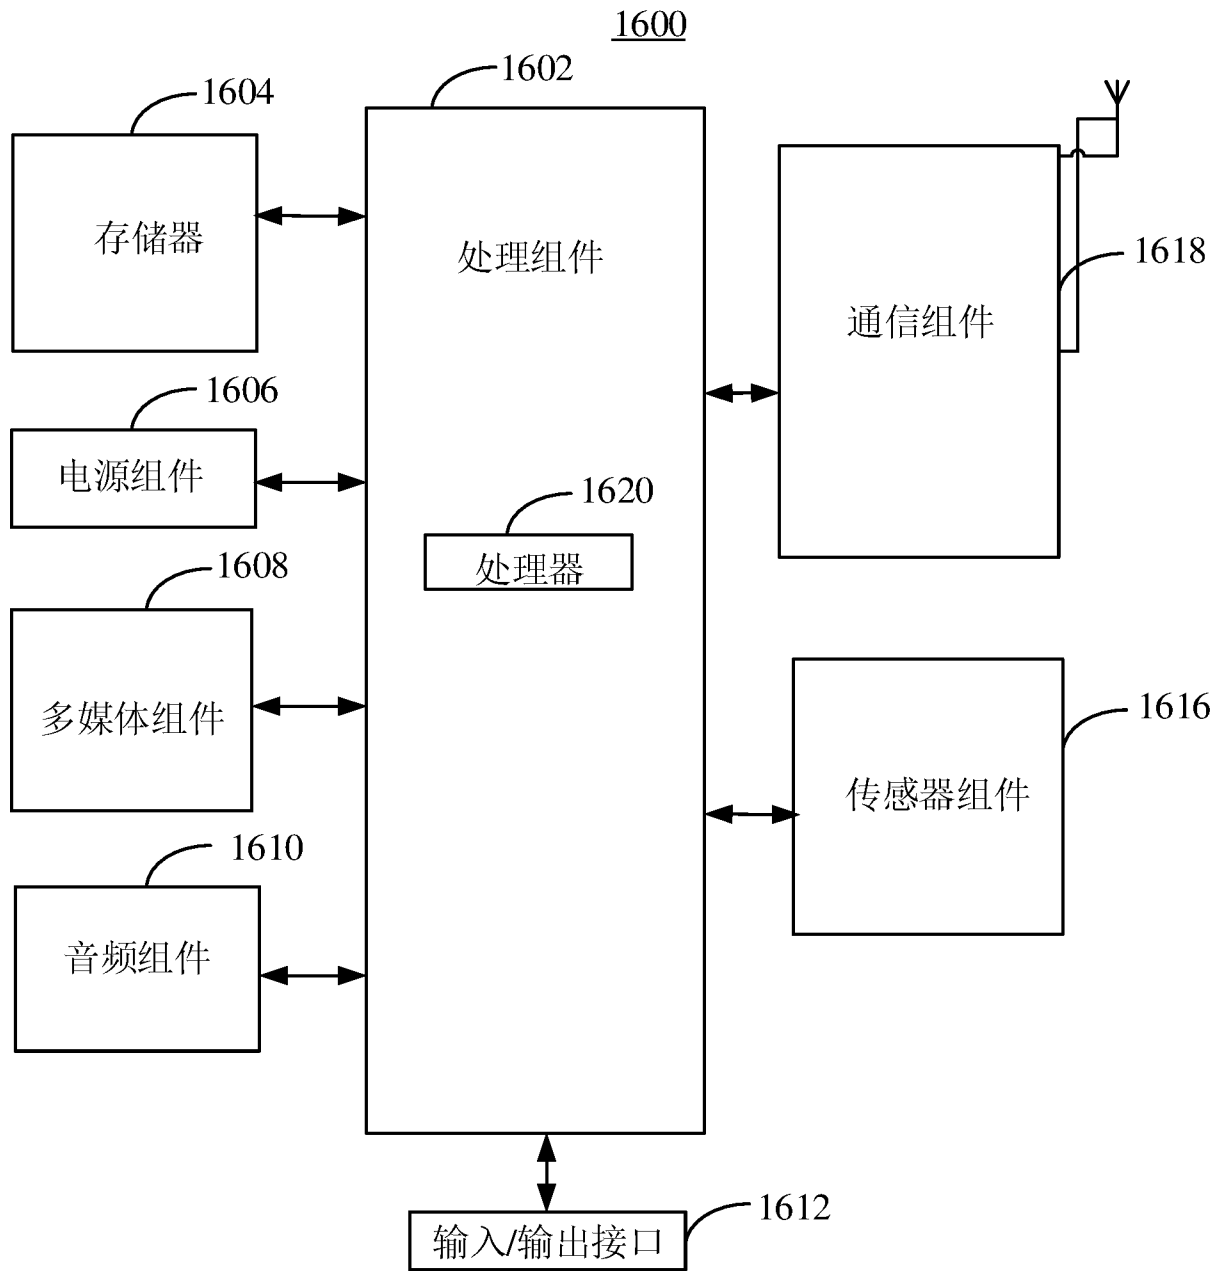 1600
1602
1604
存储器
处理组件
1618
通信组件
1606
电源组件
1620
处理器
1608
多媒体组件
1616
传感器组件
1610
音频组件
1612
输入/输出接口